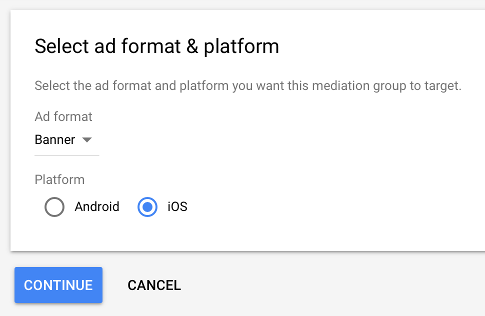 Select ad format & platform
Select the ad format and platform you want this mediation group to target.
Ad format
Banner
Platform
Android
iOS
CONTINUE
CANCEL